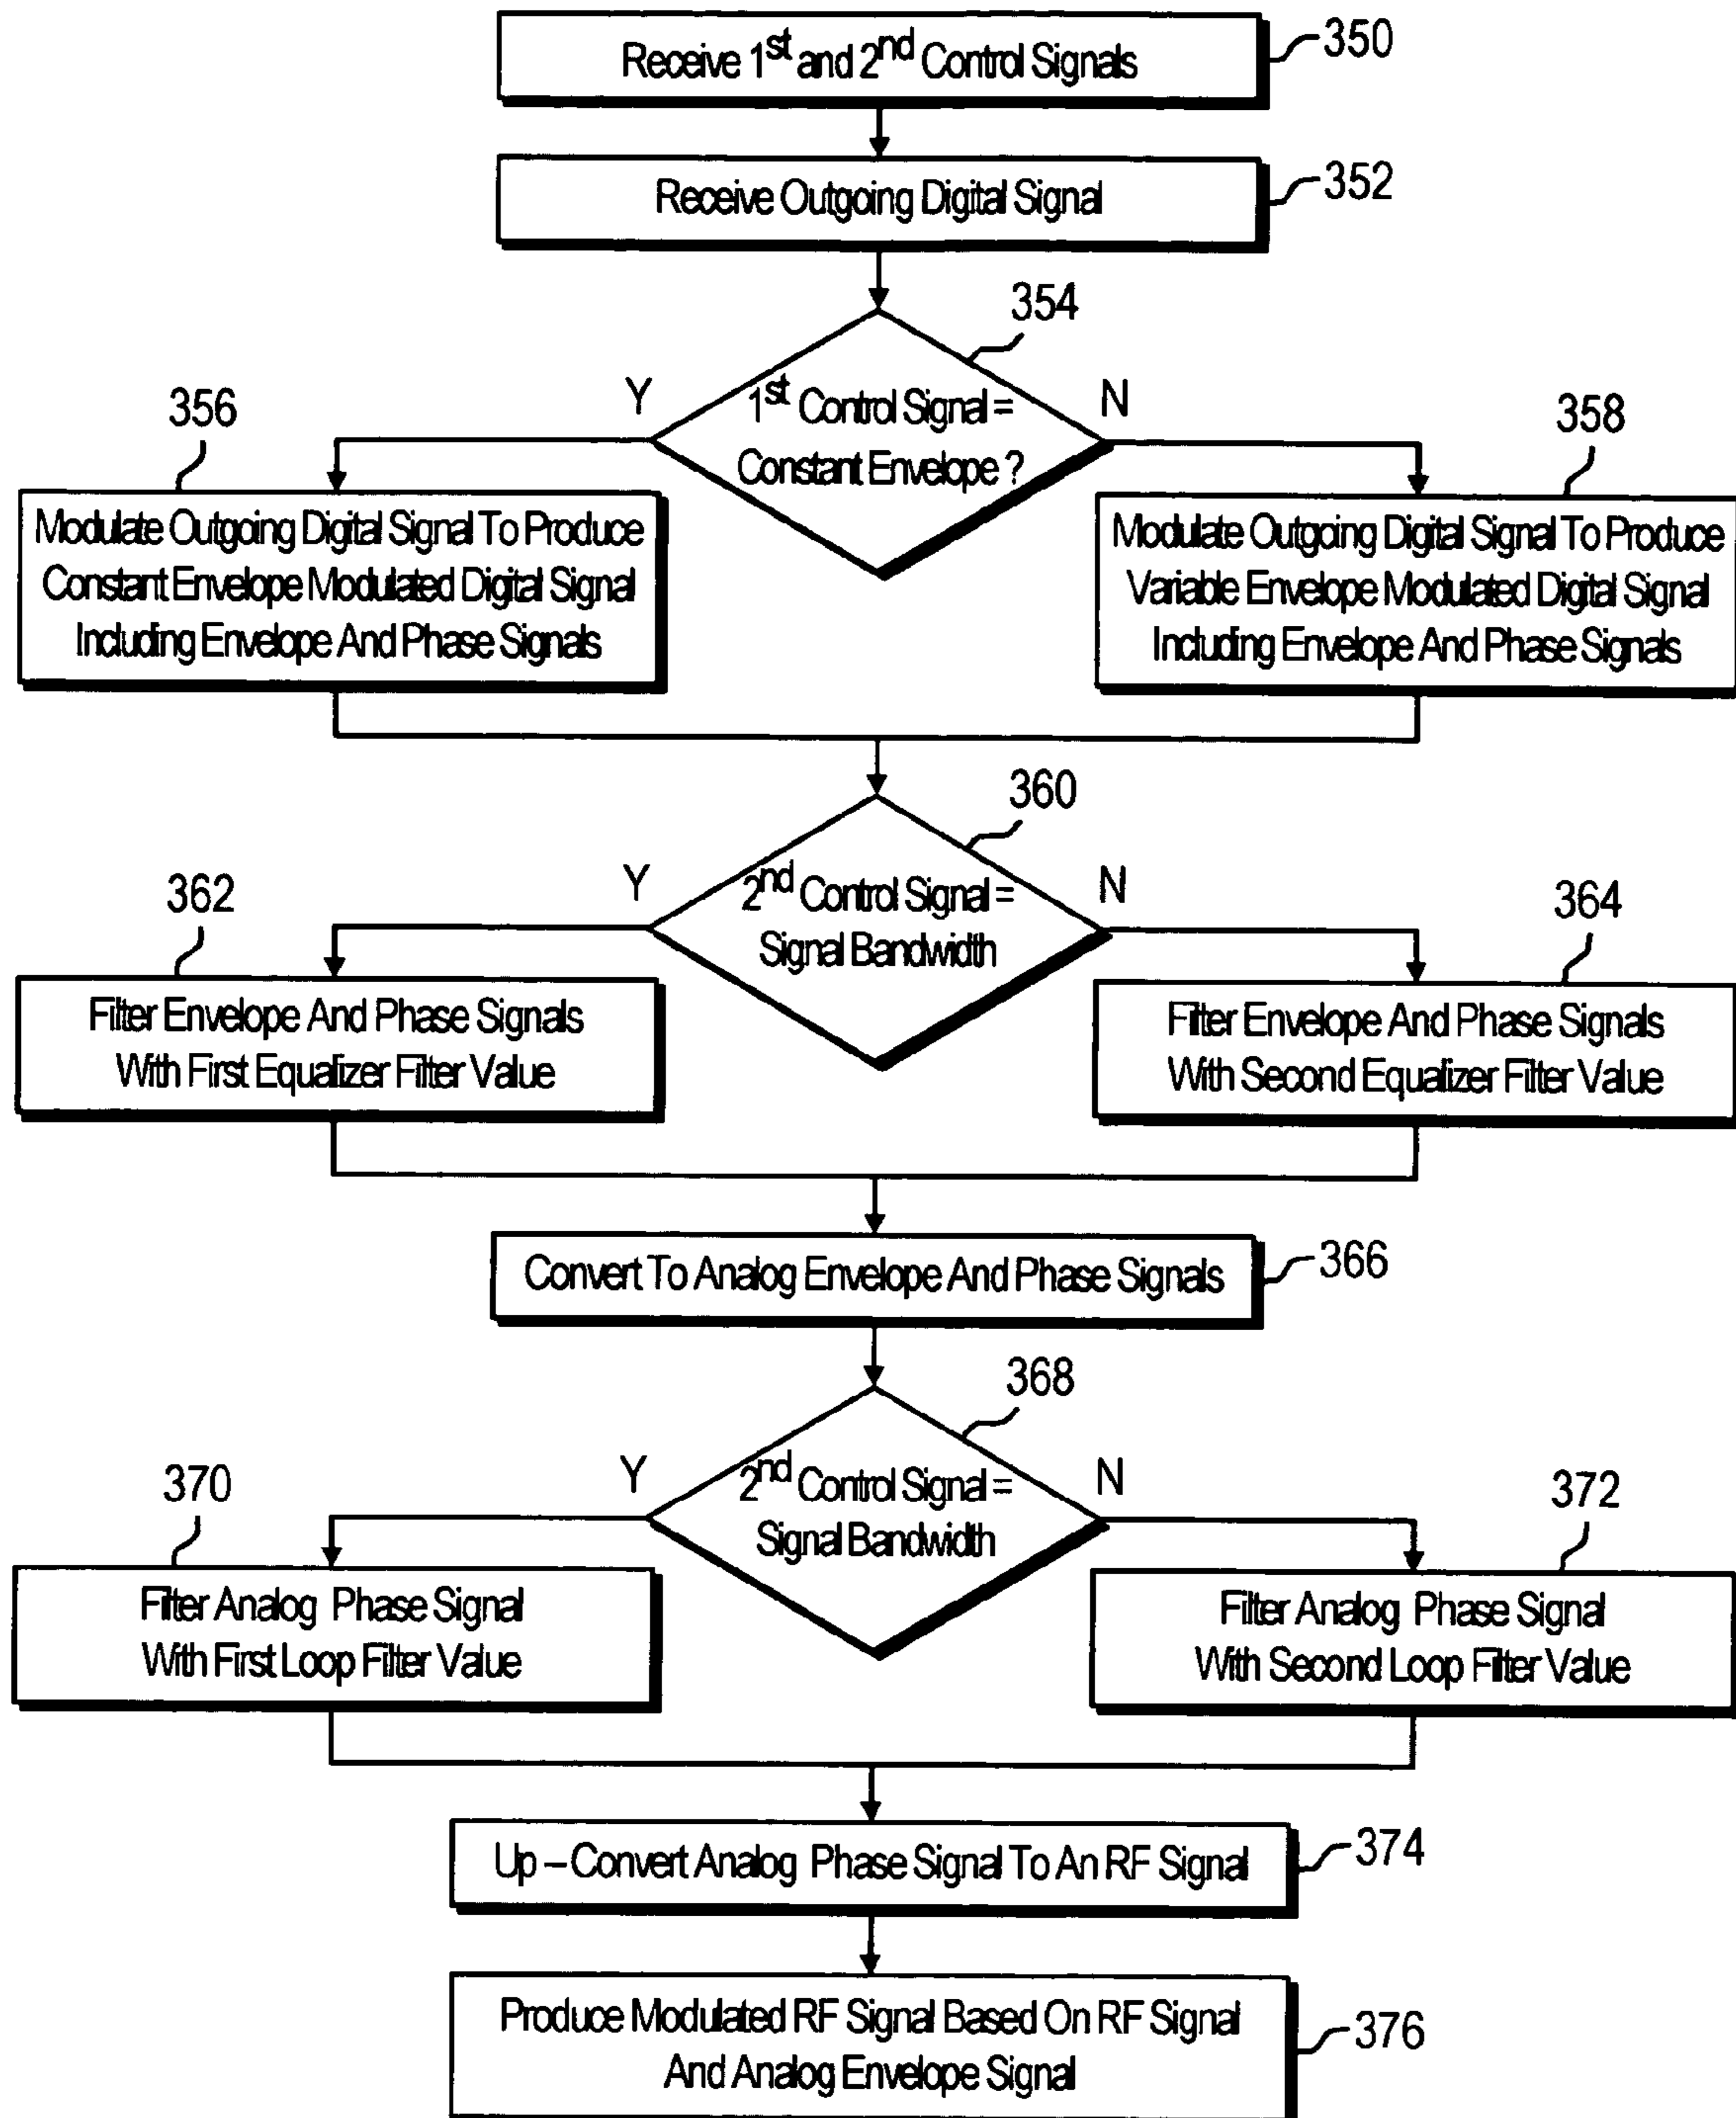 Receive 1st and 2nd Control Signals
350
Receive Outgoing Digital Signal
352
354
1st Control Signal =
Constant Envelope ?
Y
N
356
Modulate Outgoing Digital Signal To Produce
Constant Envelope Modulated Digital Signal
Including Envelope And Phase Signals
358
Modulate Outgoing Digital Signal To Produce
Variable Envelope Modulated Digital Signal
Including Envelope And Phase Signals
360
2nd Control Signal =
Signal Bandwidth
Y
N
362
Filter Envelope And Phase Signals
With First Equalizer Filter Value
364
Filter Envelope And Phase Signals
With Second Equalizer Filter Value
Convert To Analog Envelope And Phase Signals
366
368
2nd Control Signal =
Signal Bandwidth
Y
N
370
Filter Analog Phase Signal
With First Loop Filter Value
372
Filter Analog Phase Signal
With Second Loop Filter Value
Up – Convert Analog Phase Signal To An RF Signal
374
Produce Modulated RF Signal Based On RF Signal
And Analog Envelope Signal
376